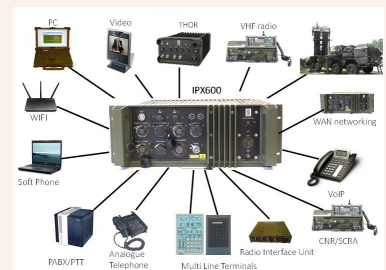 PC
Video
THOR
VHF radio
IPX600
WIFI
WAN networking
Soft Phone
VoIP
PABX/PTT
Analogue
Telephone
Multi Line Terminals
Radio Interface Unit
CNR/SCRA